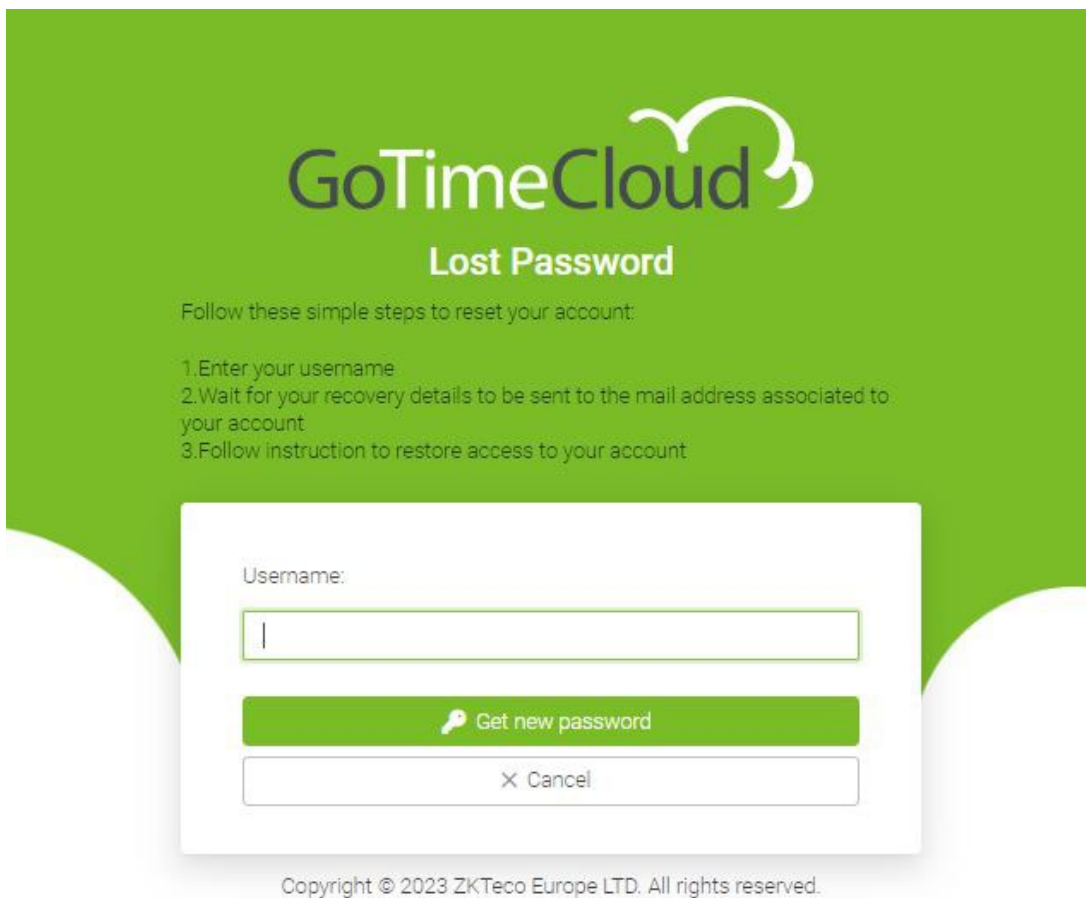 GoTimeCloud
Lost Password
Follow these simple steps to reset your account:
1.Enter your username
2.Wait for your recovery details to be sent to the mail address associated to
your account
3.Follow instruction to restore access to your account
Username:
Get new password
Cancel
Copyright © 2023 ZKTeco Europe LTD. All rights reserved.